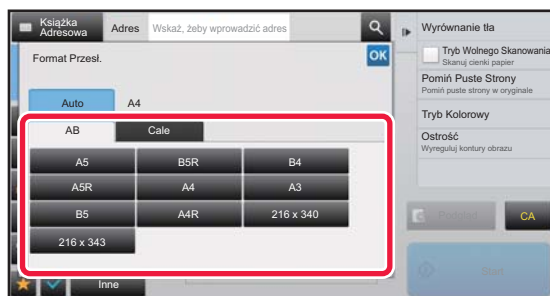 Książka
Adresowa
Adres
Wskaż, żeby wprowadzić adres
Format Przesł.
OK
Auto
A4
AB
Cale
A5
B5R
B4
A5R
A4
A3
B5
A4R
216 x 340
216 x 343
Inne
Wyrównanie tła
Tryb Wolnego Skanowania
Skanuj cienki papier
Pomiń Puste Strony
Pomiń puste strony w oryginale
Tryb Kolorowy
Ostrość
Wyreguluj kontury obrazu
Podgląd
CA
Start